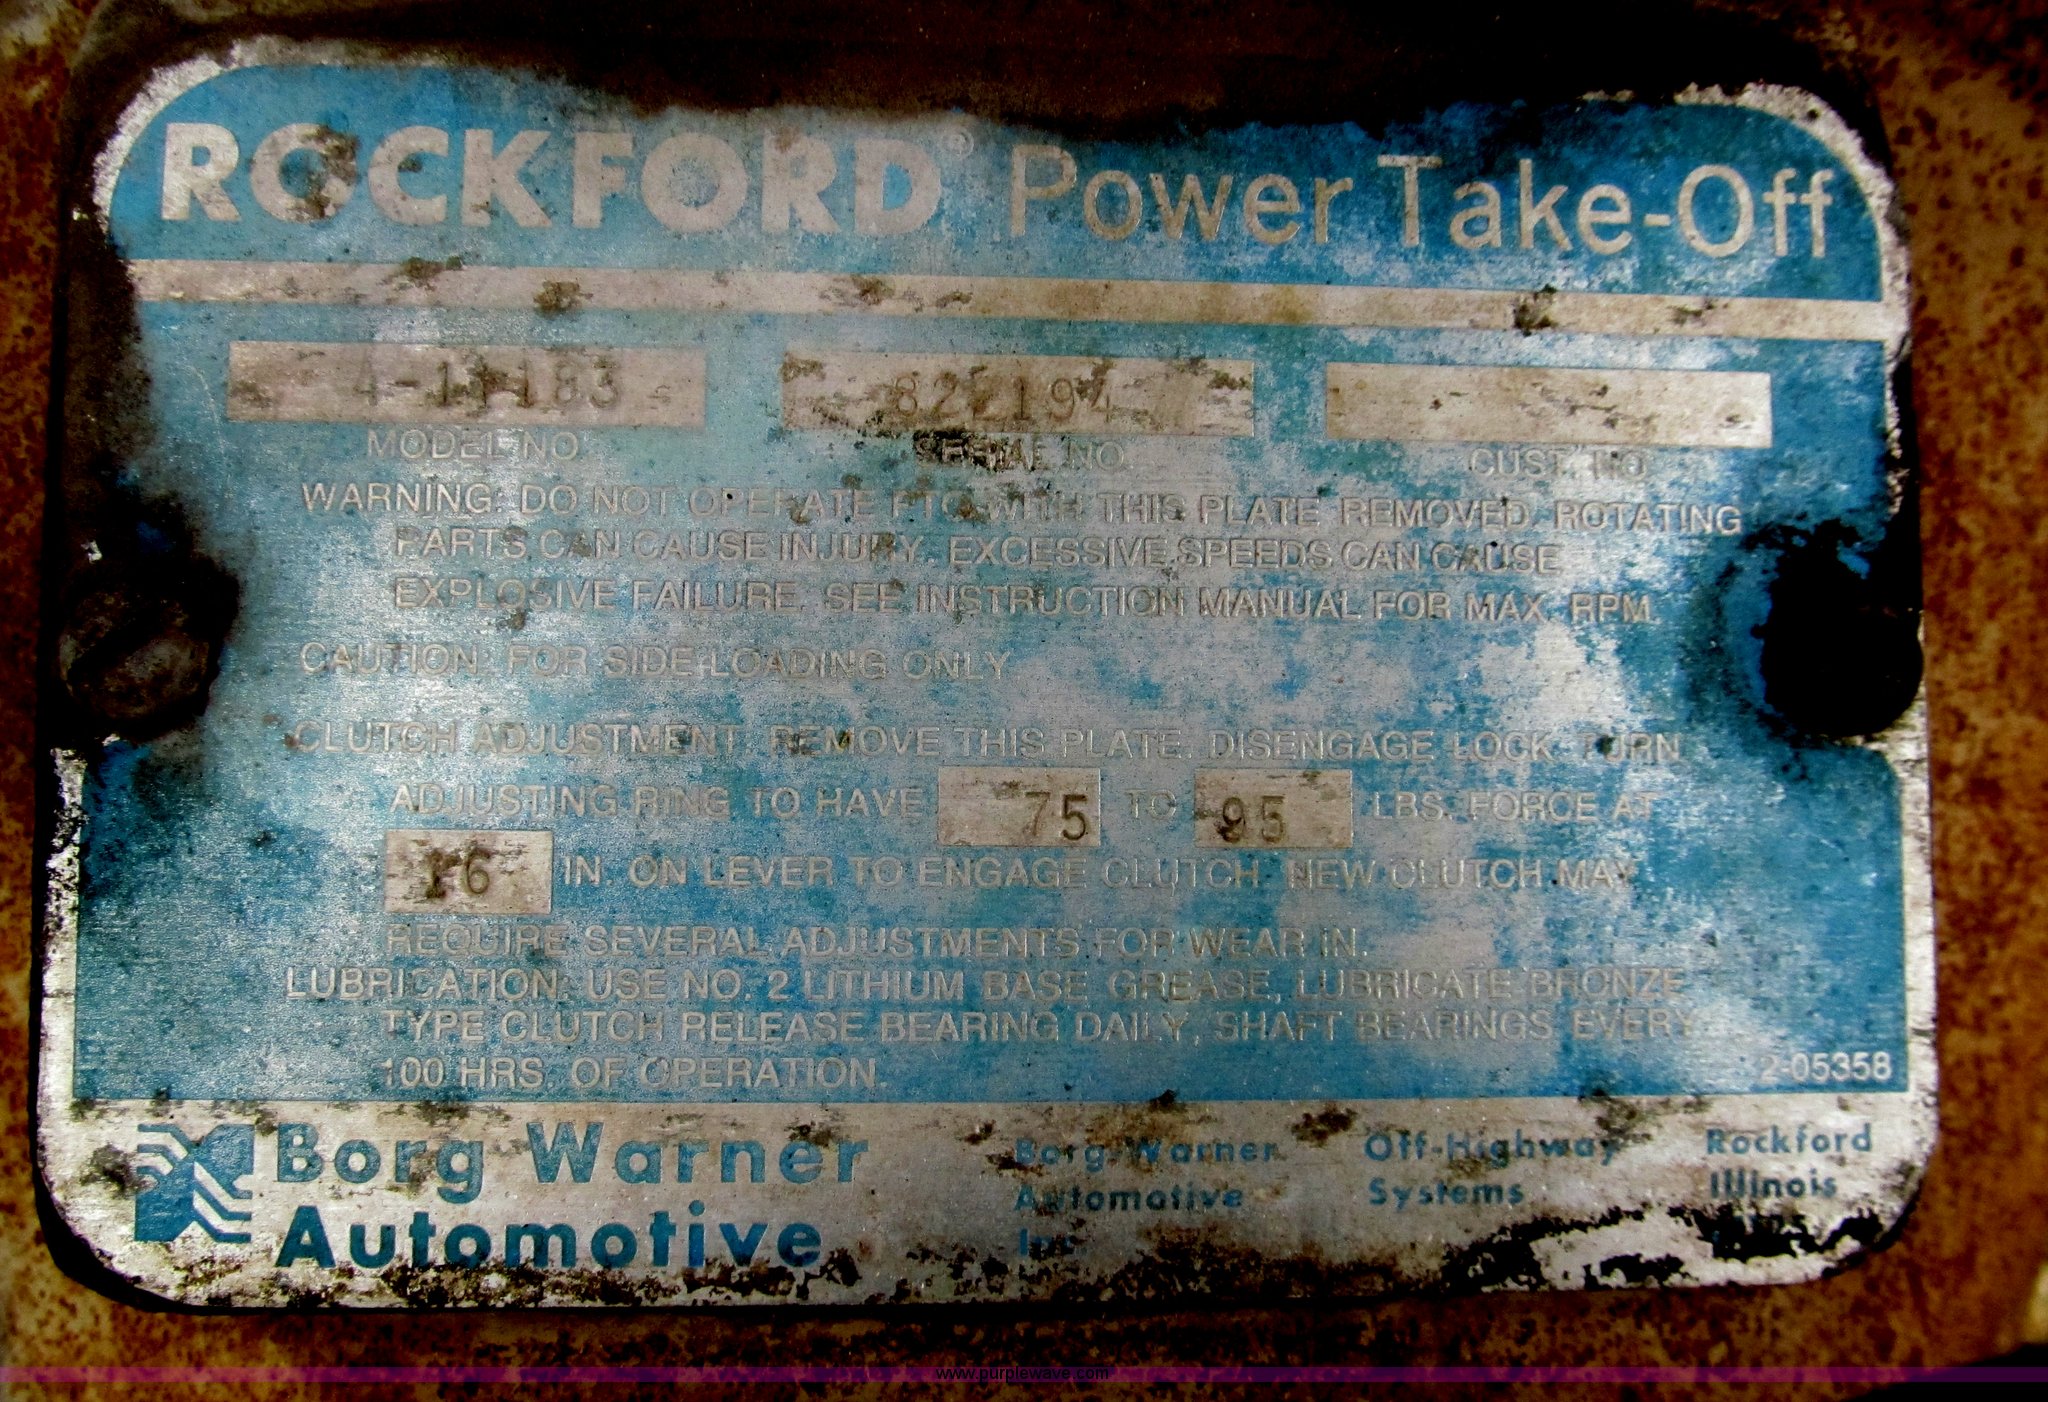 ROCKFORD® Power Take-Off
4-11183
MODEL NO.
SERIAL NO.
CUST. NO.
WARNING: DO NOT OPERATE PTO WITH THIS PLATE REMOVED. ROTATING
PARTS CAN CAUSE INJURY. EXCESSIVE SPEEDS CAN CAUSE
EXPLOSIVE FAILURE. SEE INSTRUCTION MANUAL FOR MAX. RPM.
CAUTION: FOR SIDE-LOADING ONLY
CLUTCH ADJUSTMENT: REMOVE THIS PLATE. DISENGAGE LOCK. TURN
ADJUSTING RING TO HAVE 75 TO 95 LBS. FORCE AT
16 IN. ON LEVER TO ENGAGE CLUTCH. NEW CLUTCH MAY
REQUIRE SEVERAL ADJUSTMENTS FOR WEAR IN.
LUBRICATION: USE NO. 2 LITHIUM BASE GREASE, LUBRICATE BRONZE
TYPE CLUTCH RELEASE BEARING DAILY, SHAFT BEARINGS EVERY
100 HRS. OF OPERATION.
2-05358
Borg Warner
Automotive
Borg-Warner
Automotive
Inc.
Off-Highway
Systems
Rockford
Illinois
www.purplewave.com